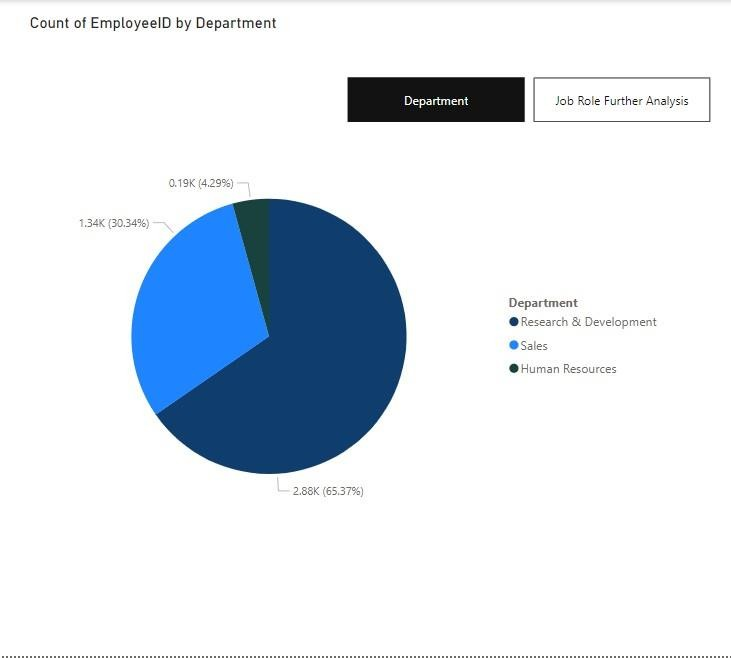 Count of EmployeeID by Department
Department
Job Role Further Analysis
0.19K (4.29%)
1.34K (30.34%)
2.88K (65.37%)
Department
Research & Development
Sales
Human Resources